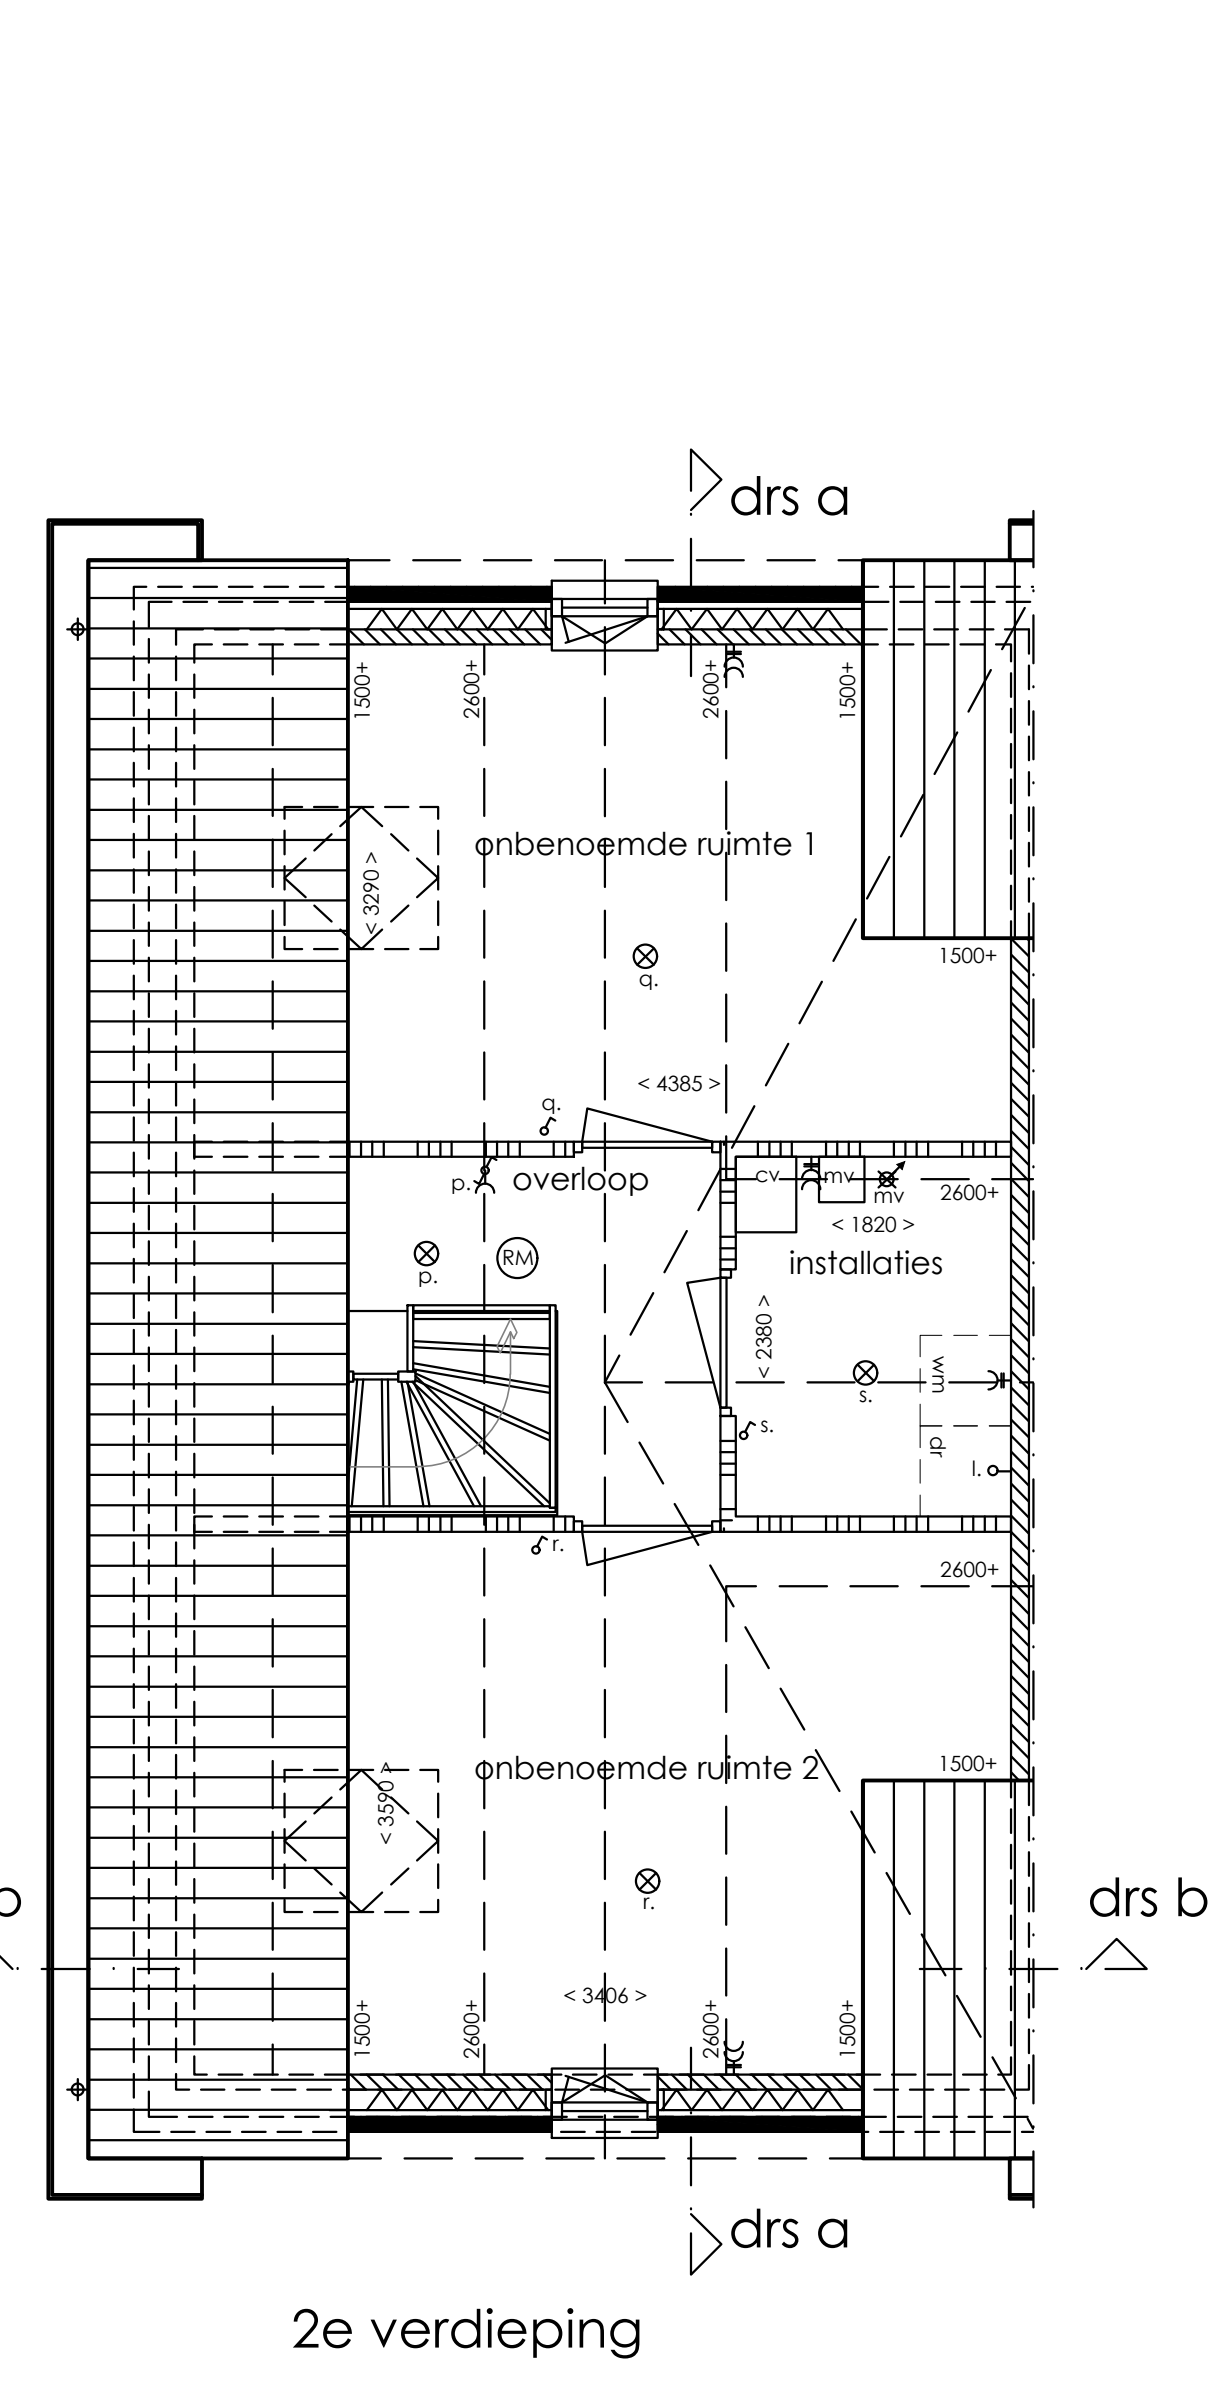 drs a
1500+
2600+
2600+
1500+
onbenoemde ruimte 1
< 3290 >
q.
1500+
< 4385 >
q.
p.
overloop
cv
mv
mv
2600+
< 1820 >
p.
RM
installaties
< 2380 >
wm
s.
s.
dr
l.
r.
2600+
onbenoemde ruimte 2
1500+
< 3590 >
r.
b
drs b
< 3406 >
1500+
2600+
2600+
1500+
drs a
2e verdieping